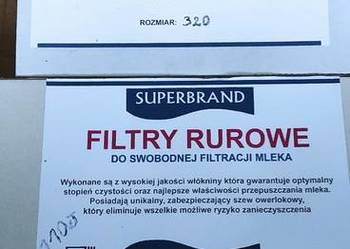 ROZMIAR: 320
SUPERBRAND
FILTRY RUROWE
DO SWOBODNEJ FILTRACJI MLEKA
Wykonane są z wysokiej jakości włókniny która gwarantuje optymalny
stopień czystości oraz najlepsze właściwości przepuszczania mleka.
Posiadają unikalny, zabezpieczający szew owerlokowy,
który eliminuje wszelkie możliwe ryzyko zanieczyszczenia